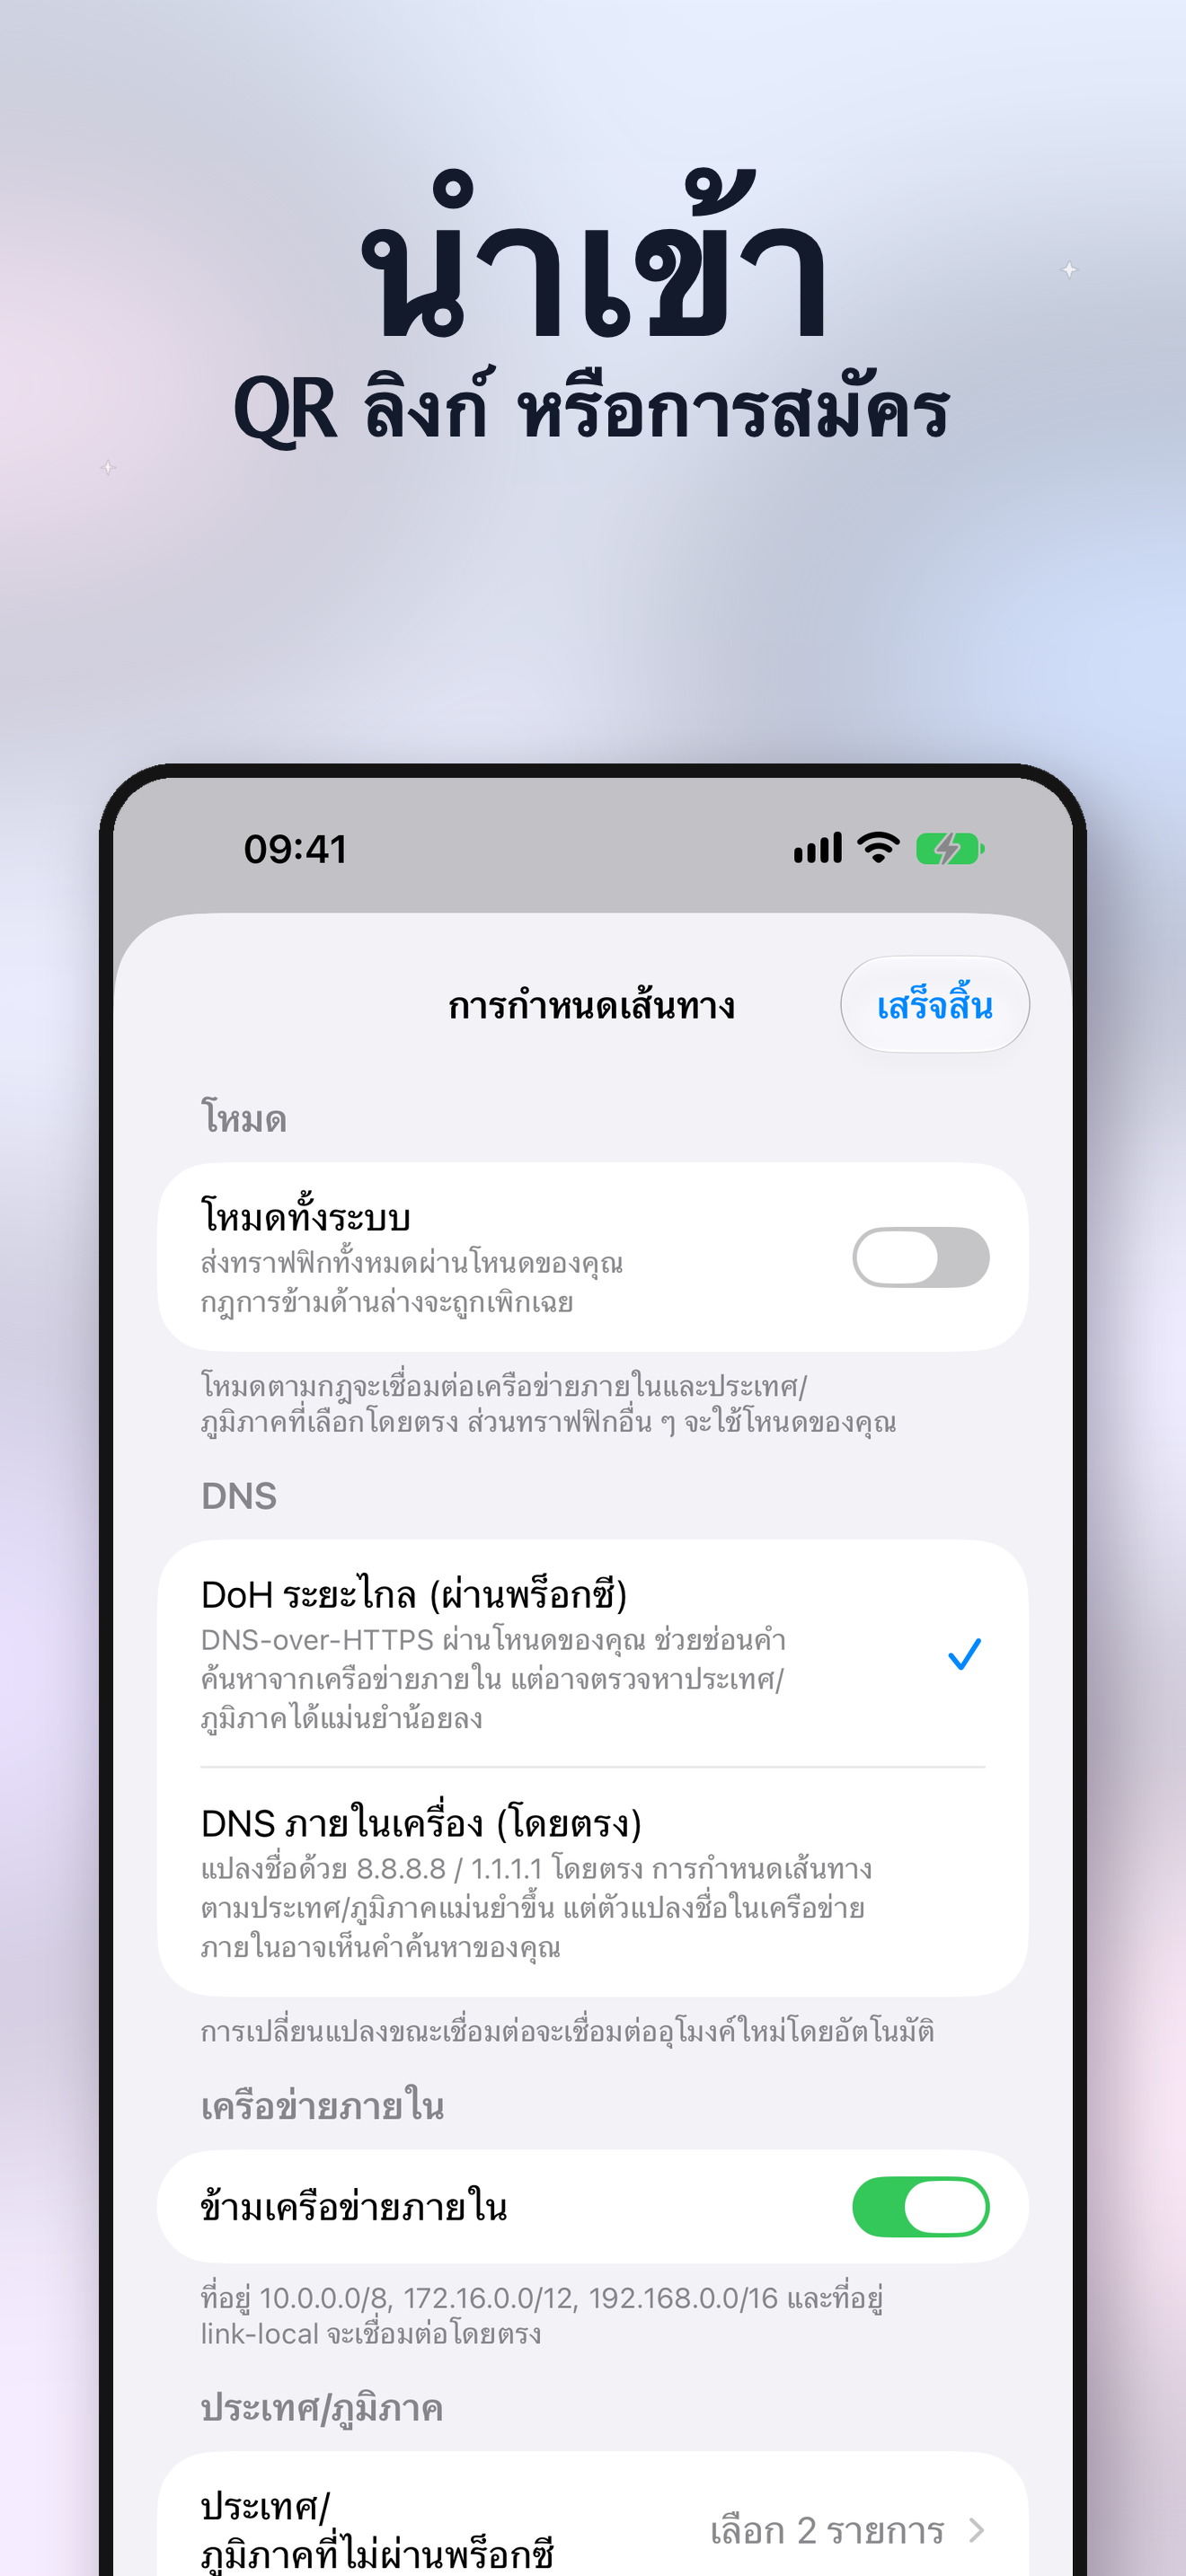 นำเข้า
QR ลิงก์ หรือการสมัคร
09:41
การกำหนดเส้นทาง
เสร็จสิ้น
โหมด
โหมดทั้งระบบ
ส่งทราฟฟิกทั้งหมดผ่านโหนดของคุณ
กฎการข้ามด้านล่างจะถูกเพิกเฉย
โหมดตามกฎจะเชื่อมต่อเครือข่ายภายในและประเทศ/
ภูมิภาคที่เลือกโดยตรง ส่วนทราฟฟิกอื่น ๆ จะใช้โหนดของคุณ
DNS
DoH ระยะไกล (ผ่านพร็อกซี)
DNS-over-HTTPS ผ่านโหนดของคุณ ช่วยซ่อนคำ
ค้นหาจากเครือข่ายภายใน แต่อาจตรวจหาประเทศ/
ภูมิภาคได้แม่นยำน้อยลง
DNS ภายในเครื่อง (โดยตรง)
แปลงชื่อด้วย 8.8.8.8 / 1.1.1.1 โดยตรง การกำหนดเส้นทาง
ตามประเทศ/ภูมิภาคแม่นยำขึ้น แต่ตัวแปลงชื่อในเครือข่าย
ภายในอาจเห็นคำค้นหาของคุณ
การเปลี่ยนแปลงขณะเชื่อมต่อจะเชื่อมต่ออุโมงค์ใหม่โดยอัตโนมัติ
เครือข่ายภายใน
ข้ามเครือข่ายภายใน
ที่อยู่ 10.0.0.0/8, 172.16.0.0/12, 192.168.0.0/16 และที่อยู่
link-local จะเชื่อมต่อโดยตรง
ประเทศ/ภูมิภาค
ประเทศ/
ภูมิภาคที่ไม่ผ่านพร็อกซี
เลือก 2 รายการ